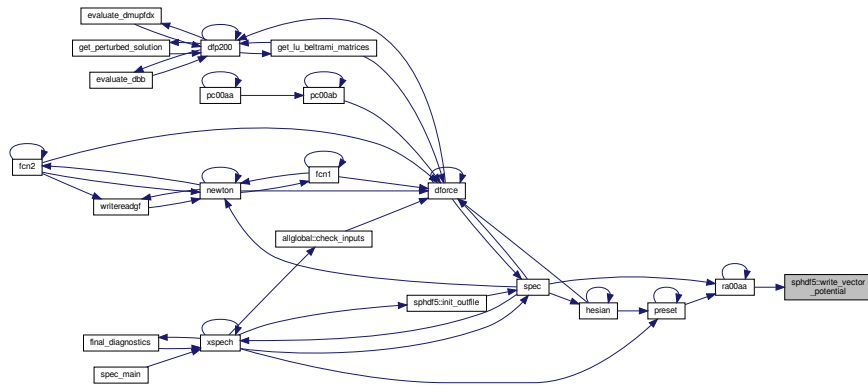 evaluate_dmupfdx
get_perturbed_solution
dfp200
get_lu_beltrami_matrices
evaluate_dbb
pc00aa
pc00ab
fcn2
fcn1
newton
dforce
writereadgf
allglobal::check_inputs
spec
sphdf5::init_outfile
hesian
preset
ra00aa
sphdf5::write_vector
_potential
final_diagnostics
xspech
spec_main